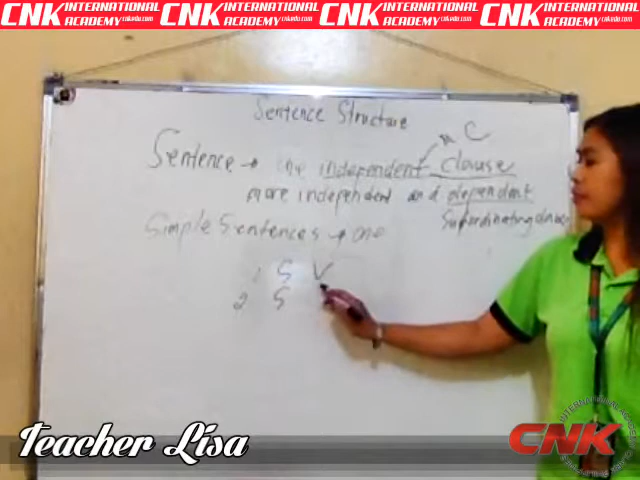 CNK INTERNATIONAL ACADEMY cnkedu.com CNK INTERNATIONAL ACADEMY cnkedu.com CNK INTERNATIONAL ACADEMY cnkedu.com CNK INTERNATIONAL ACADEMY cnkedu.com
Sentence Structure
C
Sentence → independent clause
more independent and dependent
Subordinating
Simple Sentences → one
1 S V
2 S
Teacher Lisa
CNK